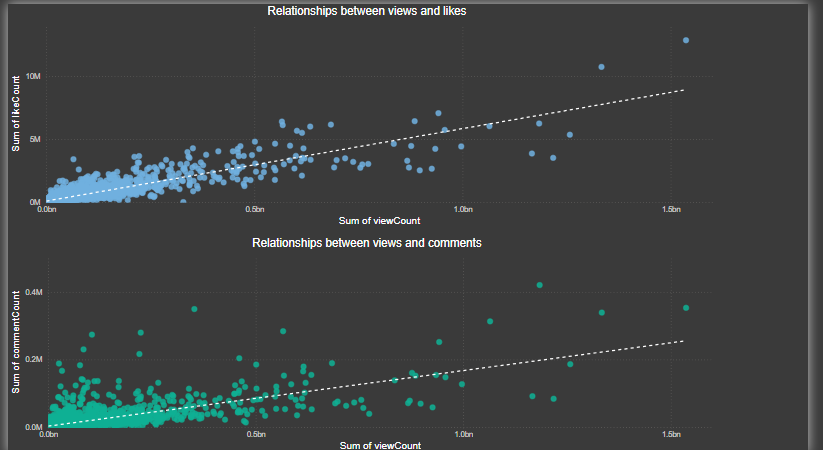 Relationships between views and likes
Sum of likeCount
10M
5M
0M
0.0bn 0.5bn 1.0bn 1.5bn
Sum of viewCount
Relationships between views and comments
Sum of commentCount
0.4M
0.2M
0.0M
0.0bn 0.5bn 1.0bn 1.5bn
Sum of viewCount